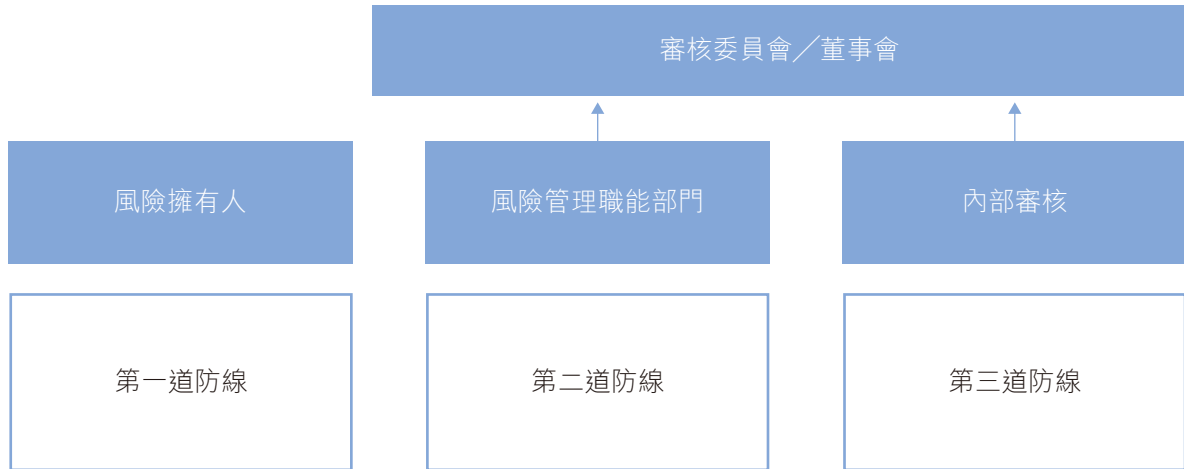 審核委員會╱董事會
風險擁有人
風險管理職能部門
內部審核
第一道防線
第二道防線
第三道防線